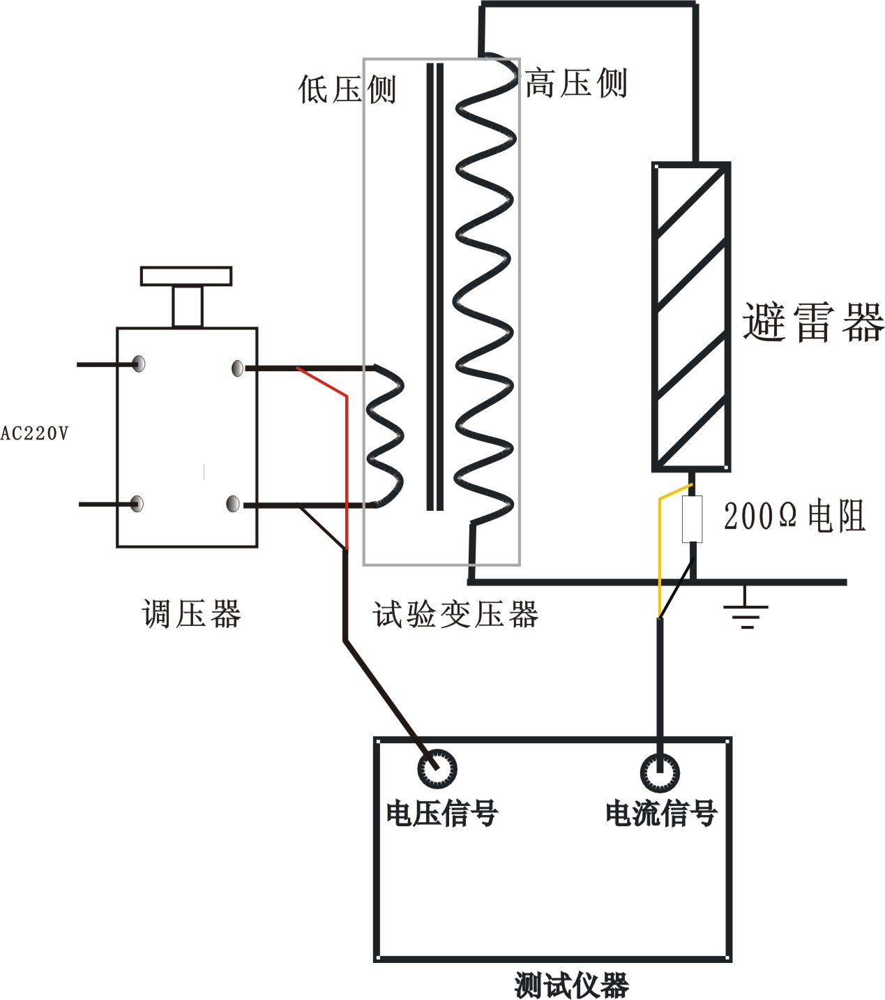 低压侧
高压侧
避雷器
AC220V
200Ω电阻
调压器
试验变压器
电压信号
电流信号
测试仪器